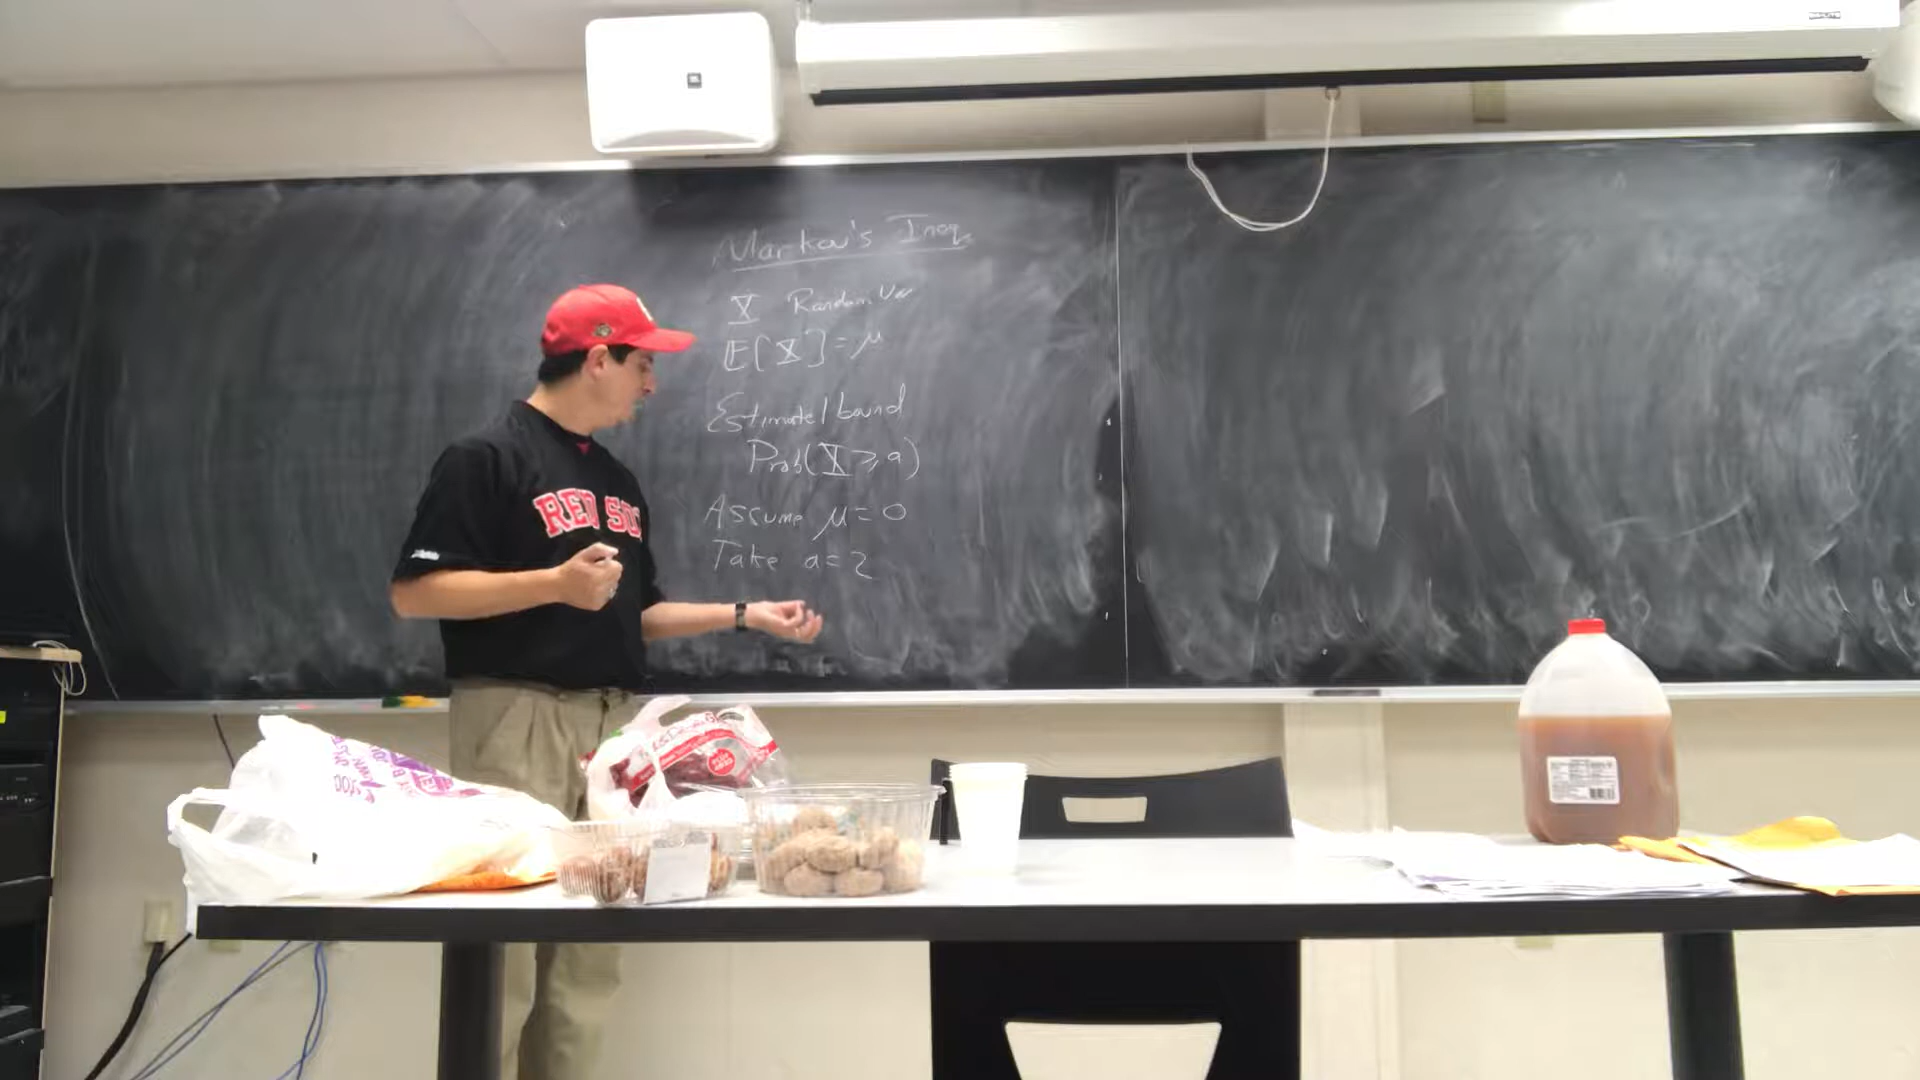 Markov's Ineq
X Random Var
E[X] = μ
Estimate/bound
Prob(X ≥ a)
Assume μ = 0
Take a = 2
RED SOX